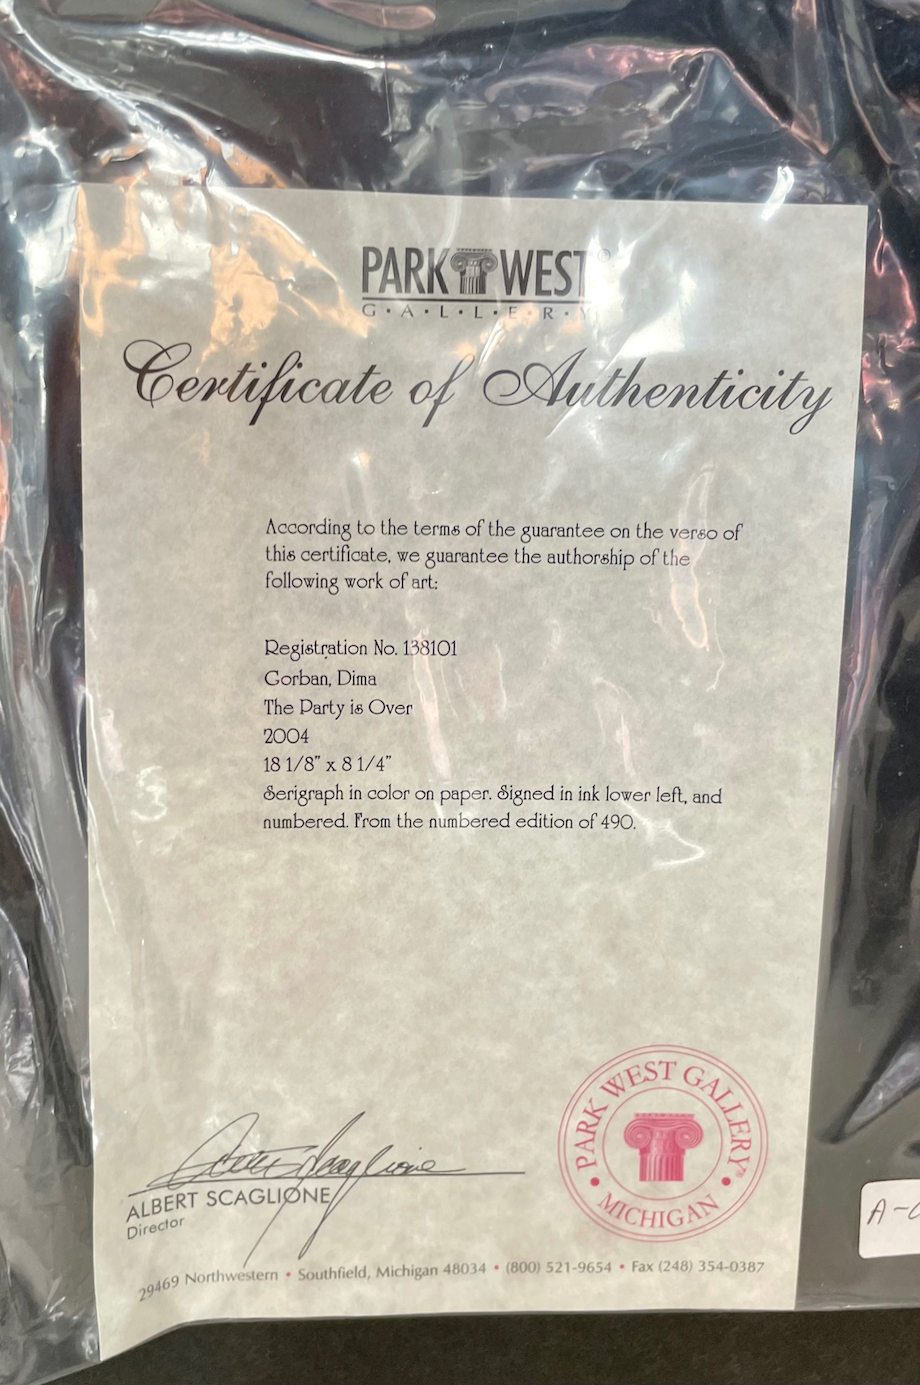 PARK WEST®
G·A·L·L·E·R·Y
Certificate of Authenticity
According to the terms of the guarantee on the verso of
this certificate, we guarantee the authorship of the
following work of art:
Registration No. 138101
Gorban, Dima
The Party is Over
2004
18 1/8" x 8 1/4"
Serigraph in color on paper. Signed in ink lower left, and
numbered. From the numbered edition of 490.
ALBERT SCAGLIONE
Director
PARK WEST GALLERY®
• MICHIGAN •
29469 Northwestern • Southfield, Michigan 48034 • (800) 521-9654 • Fax (248) 354-0387